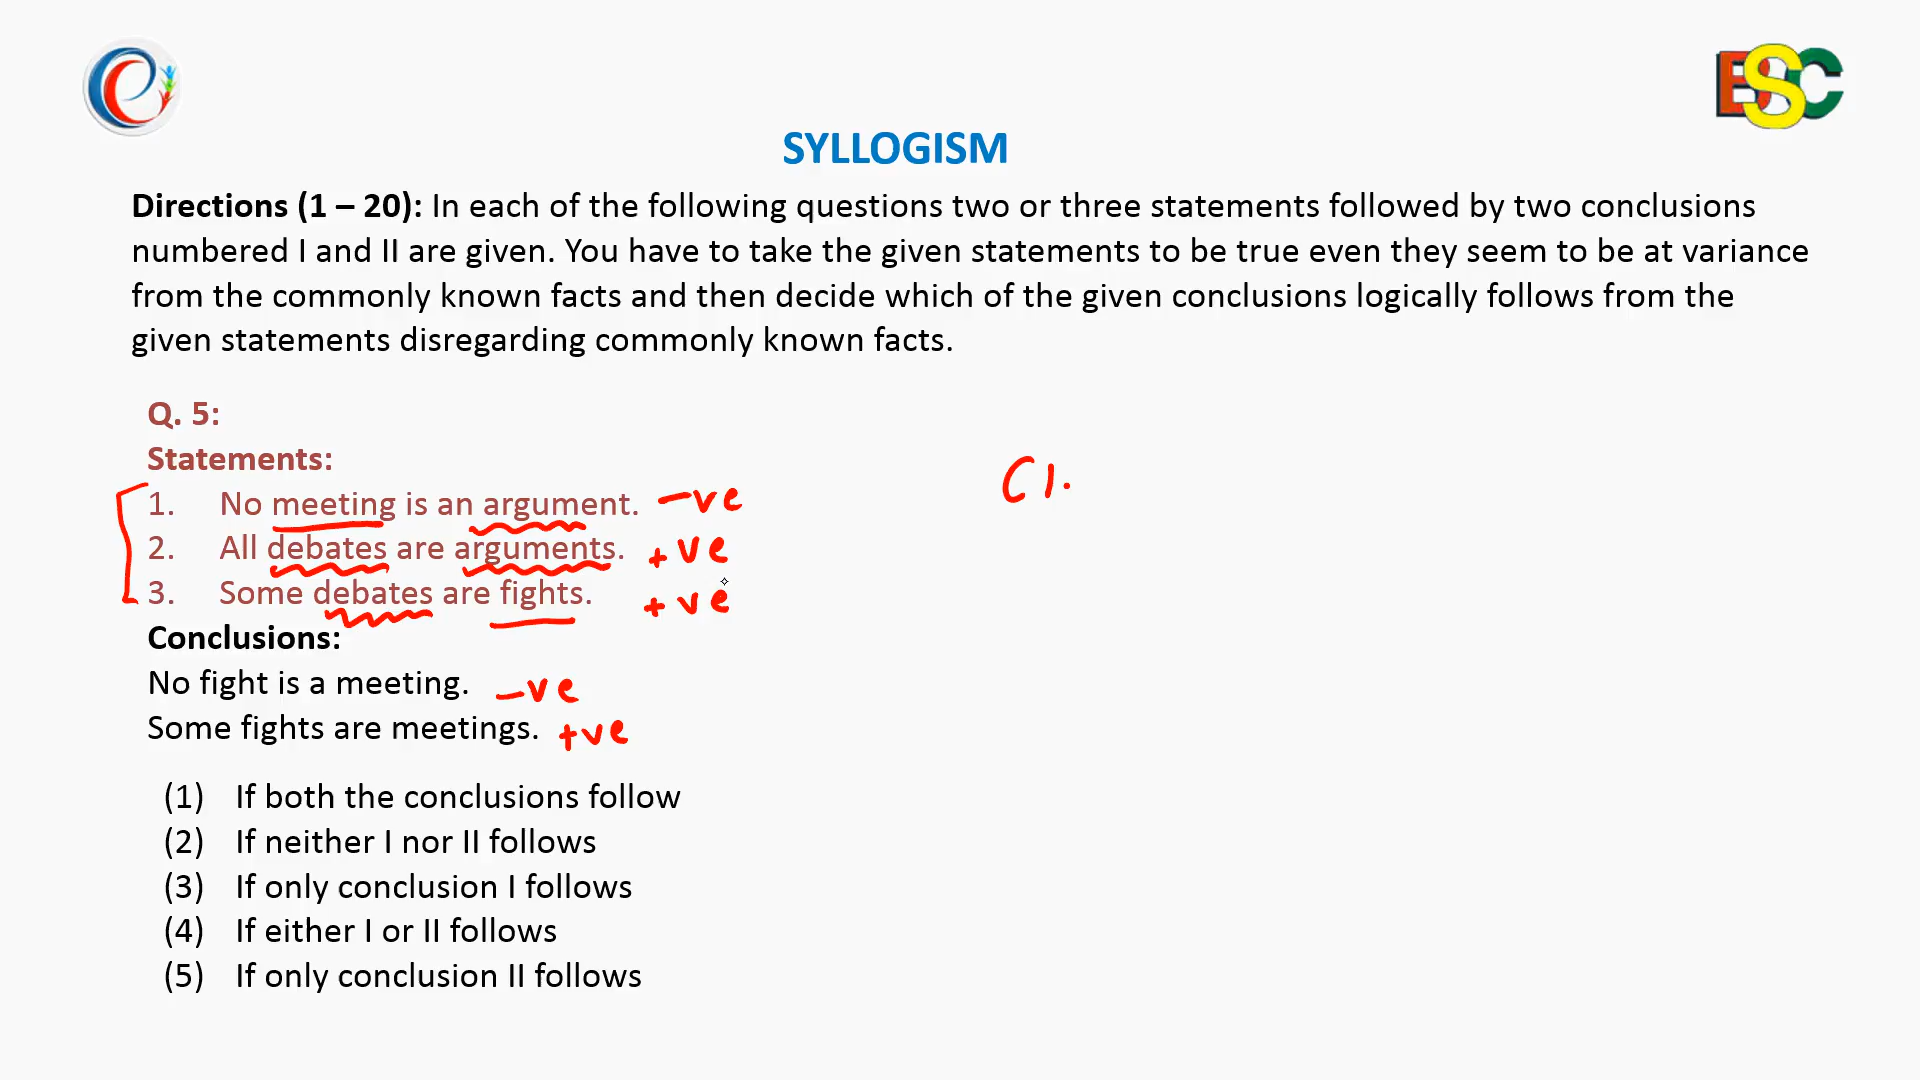 BSC
SYLLOGISM
Directions (1 – 20): In each of the following questions two or three statements followed by two conclusions
numbered I and II are given. You have to take the given statements to be true even they seem to be at variance
from the commonly known facts and then decide which of the given conclusions logically follows from the
given statements disregarding commonly known facts.
Q. 5:
Statements:
C1.
1. No meeting is an argument. -ve
2. All debates are arguments. +ve
3. Some debates are fights. +ve
Conclusions:
No fight is a meeting. -ve
Some fights are meetings. +ve
(1) If both the conclusions follow
(2) If neither I nor II follows
(3) If only conclusion I follows
(4) If either I or II follows
(5) If only conclusion II follows